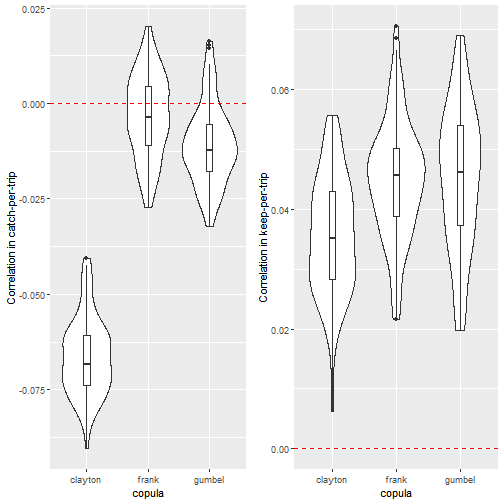 Correlation in catch-per-trip
0.025
0.000
-0.025
-0.050
-0.075
clayton frank gumbel
copula
Correlation in keep-per-trip
0.06
0.04
0.02
0.00
clayton frank gumbel
copula